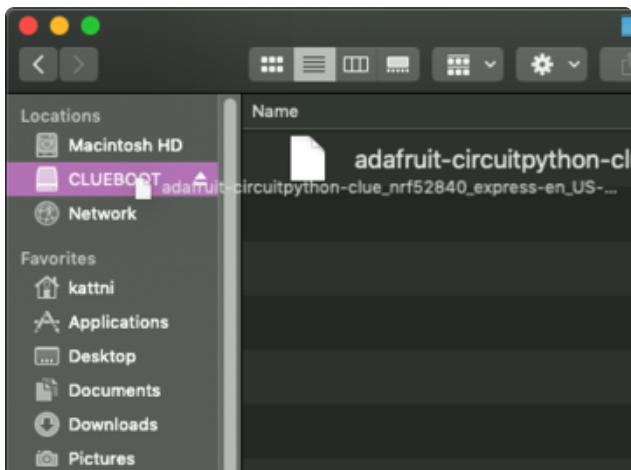 Locations
Name
Macintosh HD
adafruit-circuitpython-cl
CLUEBOOT
adafruit-circuitpython-clue_nrf52840_express-en_US-...
Network
Favorites
kattni
Applications
Desktop
Documents
Downloads
Pictures